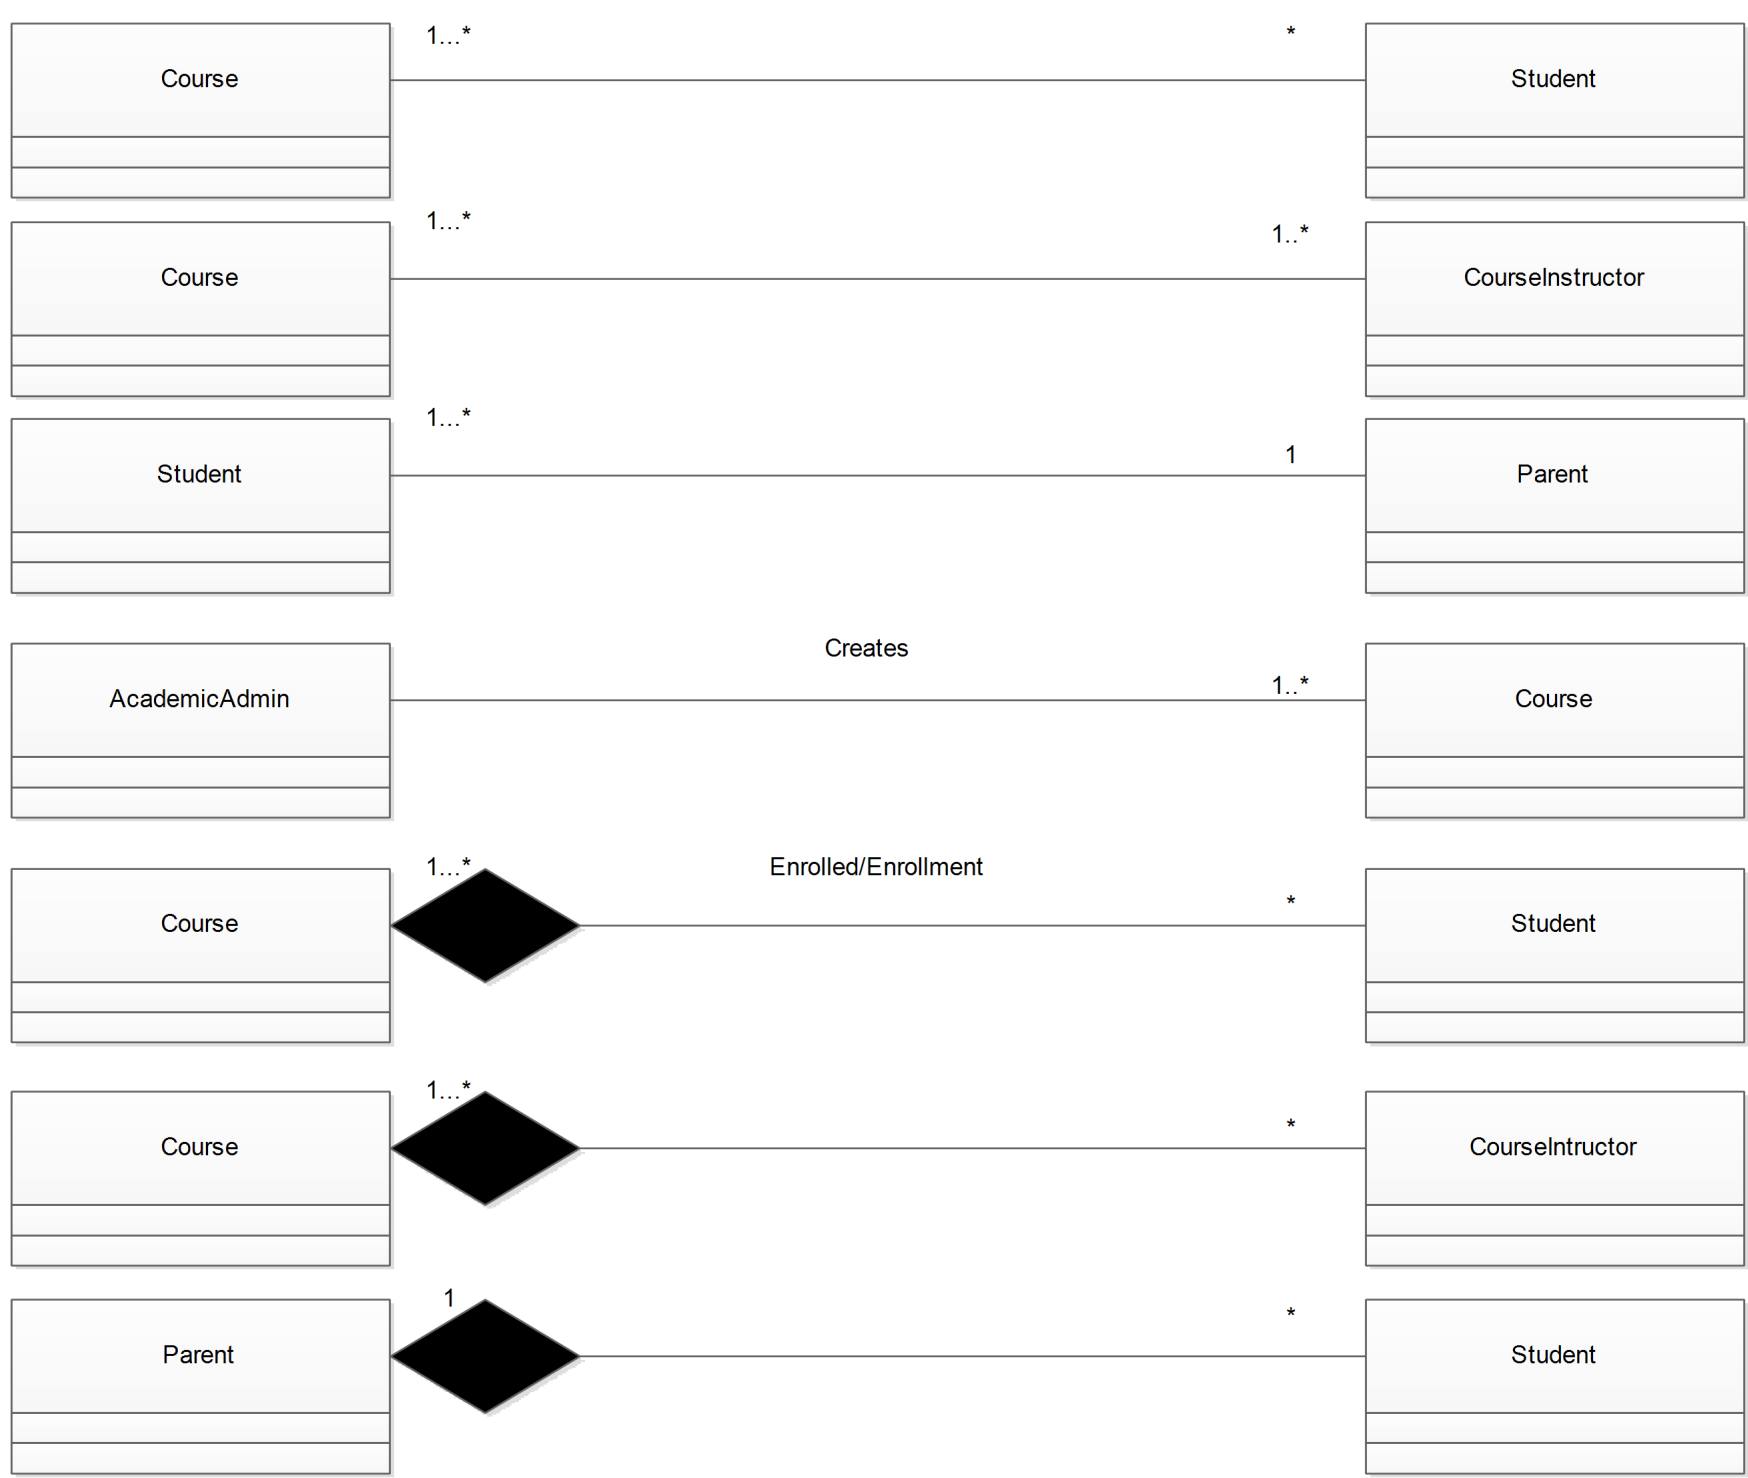 1...* *
Course Student
1...* 1..*
Course CourseInstructor
1...*
1
Student Parent
Creates
1..*
AcademicAdmin Course
1...* Enrolled/Enrollment
*
Course Student
1...*
*
Course CourseIntructor
1
*
Parent Student